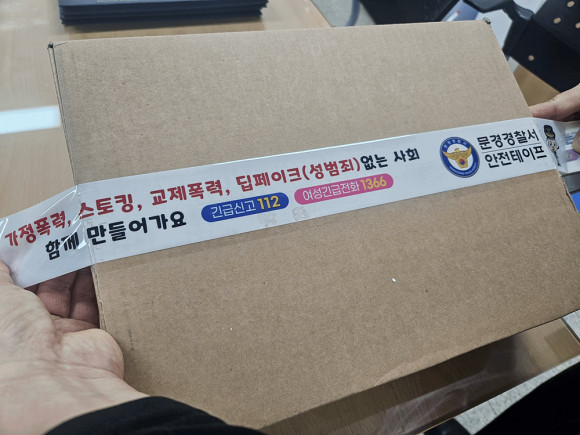 가정폭력, 스토킹, 교제폭력, 딥페이크(성범죄)없는 사회
함께 만들어가요 긴급신고 112 여성긴급전화 1366
문경경찰서
안전테이프